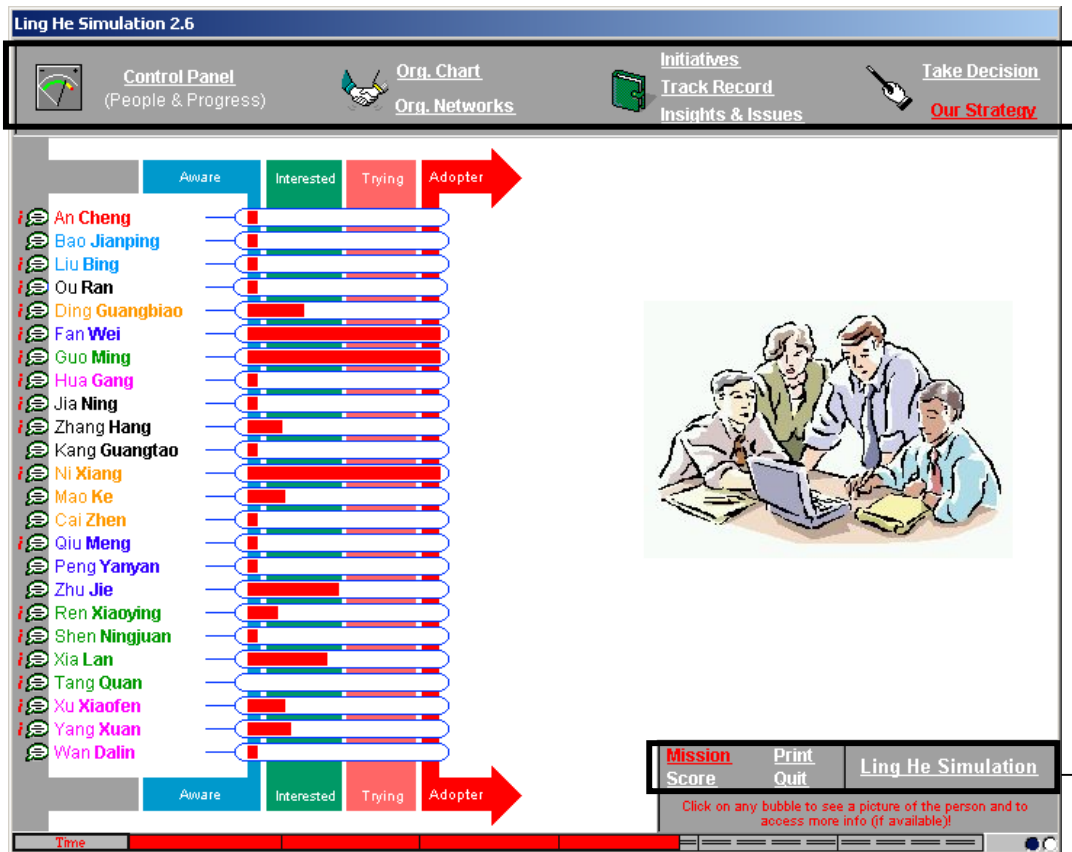 Ling He Simulation 2.6
Control Panel
(People & Progress)
Org. Chart
Org. Networks
Initiatives
Track Record
Insights & Issues
Take Decision
Our Strategy
Aware Interested Trying Adopter
i An Cheng
Bao Jianping
i Liu Bing
i Ou Ran
i Ding Guangbiao
i Fan Wei
i Guo Ming
i Hua Gang
i Jia Ning
i Zhang Hang
Kang Guangtao
i Ni Xiang
Mao Ke
Cai Zhen
i Qiu Meng
Peng Yanyan
Zhu Jie
i Ren Xiaoying
i Shen Ningjuan
i Xia Lan
i Tang Quan
i Xu Xiaofen
i Yang Xuan
Wan Dalin
Aware Interested Trying Adopter
Mission Print
Score Quit
Ling He Simulation
Click on any bubble to see a picture of the person and to
access more info (if available)!
Time